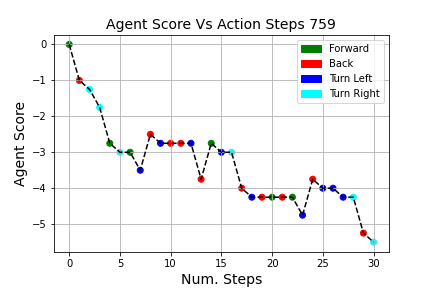 Agent Score Vs Action Steps 759
Forward
Back
Turn Left
Turn Right
Agent Score
0
−1
−2
−3
−4
−5
0 5 10 15 20 25 30
Num. Steps